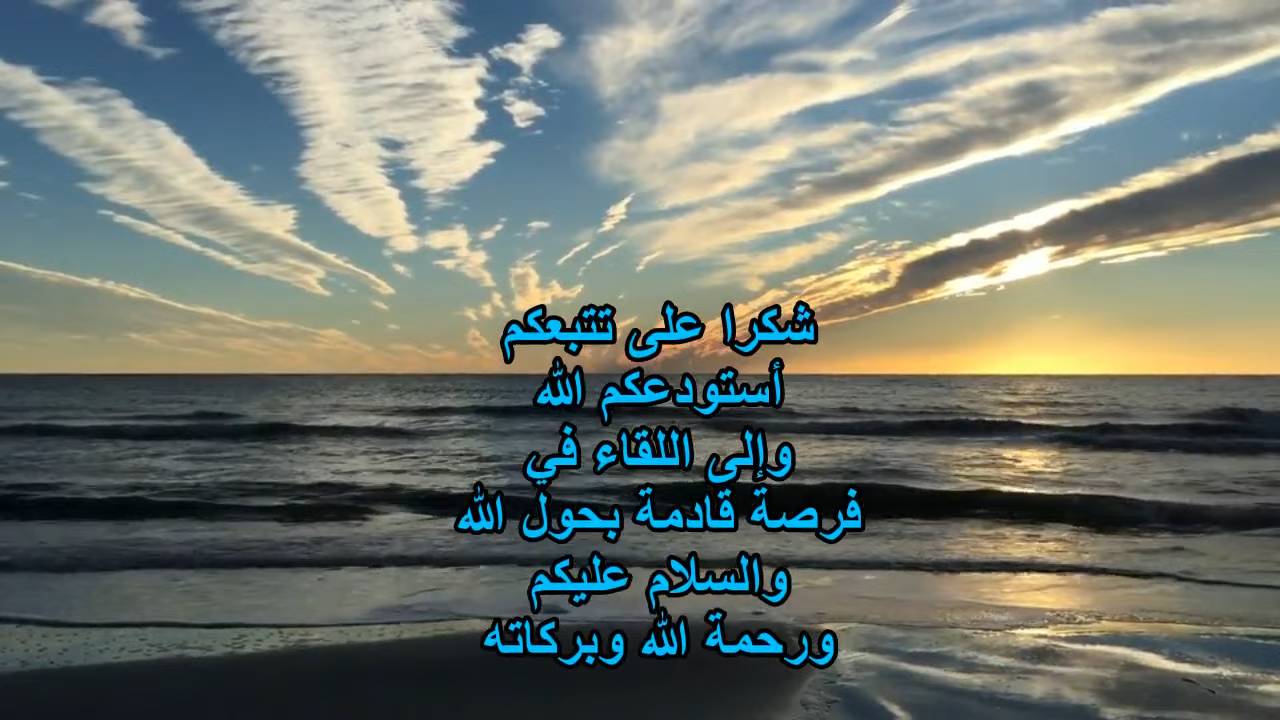 شكرا على تتبعكم
أستودعكم الله
وإلى اللقاء في
فرصة قادمة بحول الله
والسلام عليكم
ورحمة الله وبركاته